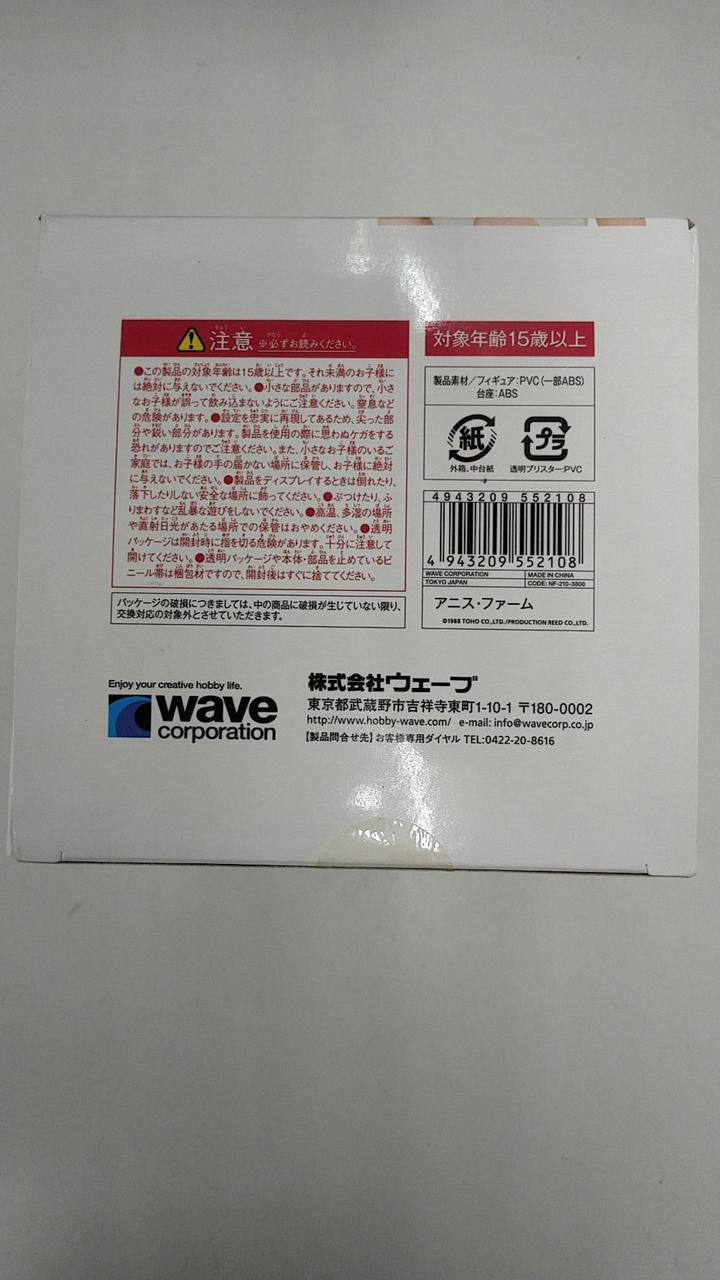 注意 ※必ずお読みください。
●この製品の対象年齢は15歳以上です。それ未満のお子様に
は絶対に与えないでください。●小さな部品がありますので、小さ
なお子様が誤って飲み込まないようにご注意ください。窒息など
の危険があります。●設定を忠実に再現してあるため、尖った部
分や鋭い部分があります。製品を使用の際に思わぬケガをする
恐れがありますのでご注意ください。また、小さなお子様のいるご
家庭では、お子様の手の届かない場所に保管し、お子様に絶対
に与えないでください。●製品をディスプレイするときは倒れたり、
落下したりしない安全な場所に飾ってください。●ぶつけたり、ふ
りまわすなど乱暴な遊びをしないでください。●高温、多湿の場所
や直射日光があたる場所での保管はおやめください。●透明
パッケージは開封時に指を切る危険があります。十分に注意して
開けてください。●透明パッケージや本体・部品を止めているビ
ニール帯は梱包材ですので、開封後はすぐに捨ててください。
パッケージの破損につきましては、中の商品に破損が生じていない限り、
交換対応の対象外とさせていただきます。
対象年齢15歳以上
製品素材/フィギュア:PVC(一部ABS)
台座:ABS
紙
プラ
外箱、中台紙
透明ブリスター:PVC
4943209 552108
4 943209 552108
WAVE CORPORATION
TOKYO JAPAN
MADE IN CHINA
CODE: NF-210-3800
アニス・ファーム
©1988 TOHO CO.,LTD./PRODUCTION REED CO.,LTD.
Enjoy your creative hobby life.
wave
corporation
株式会社ウェーブ
東京都武蔵野市吉祥寺東町1-10-1 〒180-0002
http://www.hobby-wave.com/ e-mail: info@wavecorp.co.jp
【製品問合せ先】お客様専用ダイヤル TEL:0422-20-8616